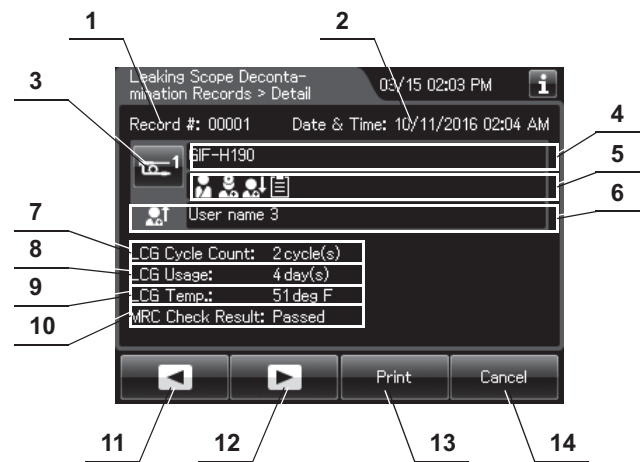 1
2
3
Leaking Scope Deconta-
mination Records > Detail
03/15 02:03 PM
i
Record #: 00001
Date & Time: 10/11/2016 02:04 AM
4
1
GIF-H190
5
6
User name 3
7
LCG Cycle Count: 2 cycle(s)
8
LCG Usage: 4 day(s)
9
LCG Temp.: 51 deg F
10
MRC Check Result: Passed
Print
Cancel
11
12
13
14